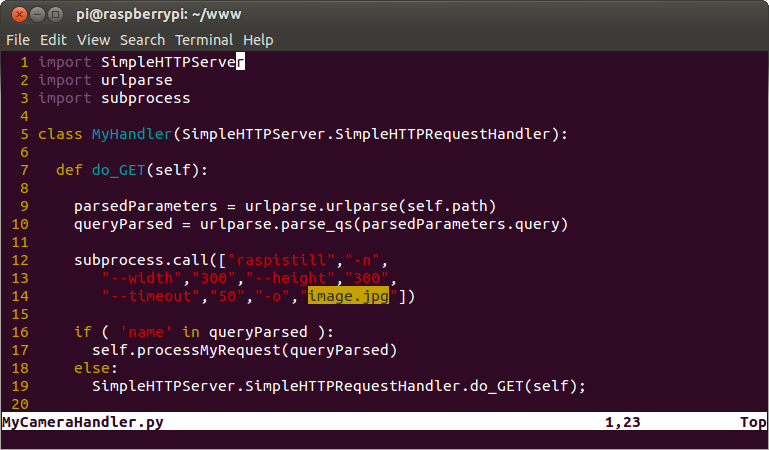 pi@raspberrypi: ~/www
File Edit View Search Terminal Help
1 import SimpleHTTPServer
2 import urlparse
3 import subprocess
4
5 class MyHandler(SimpleHTTPServer.SimpleHTTPRequestHandler):
6
7   def do_GET(self):
8
9     parsedParameters = urlparse.urlparse(self.path)
10     queryParsed = urlparse.parse_qs(parsedParameters.query)
11
12     subprocess.call(["raspistill","-n",
13        "--width","300","--height","300",
14        "--timeout","50","-o","image.jpg"])
15
16     if ( 'name' in queryParsed ):
17       self.processMyRequest(queryParsed)
18     else:
19       SimpleHTTPServer.SimpleHTTPRequestHandler.do_GET(self);
20
MyCameraHandler.py 1,23 Top